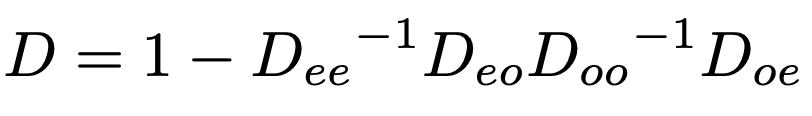 D = 1 − D_{ee}^{-1} D_{eo} D_{oo}^{-1} D_{oe}